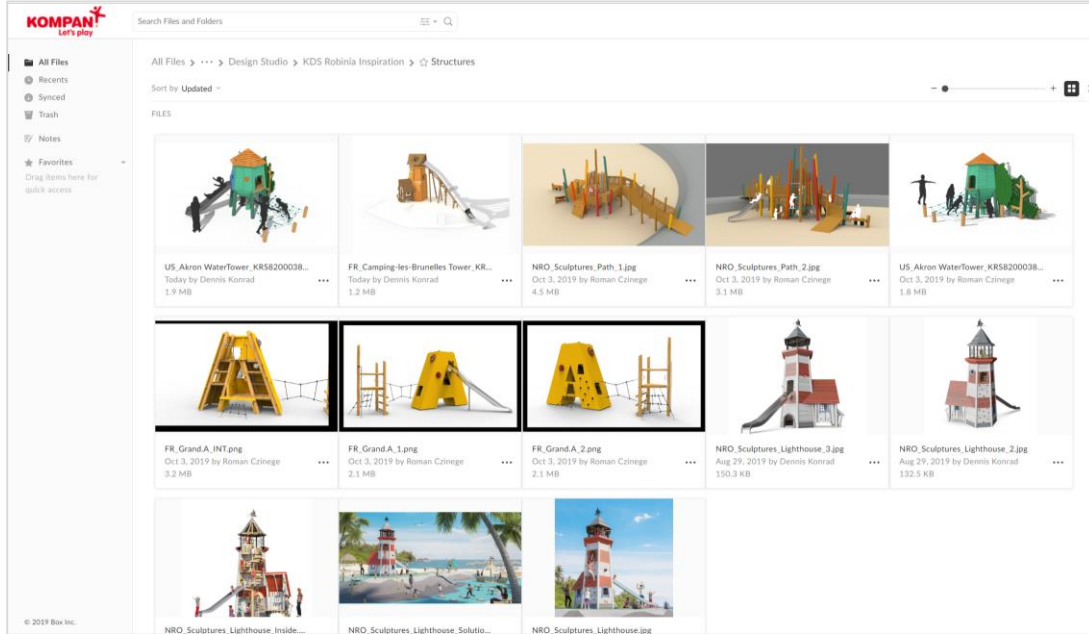 KOMPAN
Let's play
Search Files and Folders
All Files
Recents
Synced
Trash
Notes
Favorites
Drag items here for
quick access
© 2019 Box Inc.
All Files > ··· > Design Studio > KDS Robinia Inspiration > ☆ Structures
Sort by Updated
FILES
US_Akron WaterTower_KRS8200038...
Today by Dennis Konrad
1.9 MB
FR_Camping-les-Brunelles Tower_KR...
Today by Dennis Konrad
1.2 MB
NRO_Sculptures_Path_1.jpg
Oct 3, 2019 by Roman Czinege
4.5 MB
NRO_Sculptures_Path_2.jpg
Oct 3, 2019 by Roman Czinege
3.1 MB
US_Akron WaterTower_KRS8200038...
Oct 3, 2019 by Roman Czinege
1.8 MB
FR_Grand.A_INT.png
Oct 3, 2019 by Roman Czinege
3.2 MB
FR_Grand.A_1.png
Oct 3, 2019 by Roman Czinege
2.1 MB
FR_Grand.A_2.png
Oct 3, 2019 by Roman Czinege
2.1 MB
NRO_Sculptures_Lighthouse_3.jpg
Aug 29, 2019 by Dennis Konrad
150.3 KB
NRO_Sculptures_Lighthouse_2.jpg
Aug 29, 2019 by Dennis Konrad
132.5 KB
NRO_Sculptures_Lighthouse_Inside....
NRO_Sculptures_Lighthouse_Solutio...
NRO_Sculptures_Lighthouse.jpg